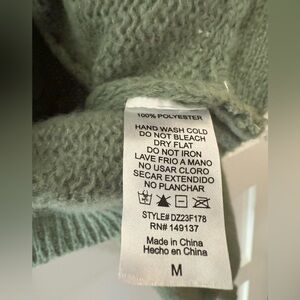 100% POLYESTER
HAND WASH COLD
DO NOT BLEACH
DRY FLAT
DO NOT IRON
LAVE FRIO A MANO
NO USAR CLORO
SECAR EXTENDIDO
NO PLANCHAR
STYLE# DZ23F178
RN# 149137
Made in China
Hecho en China
M